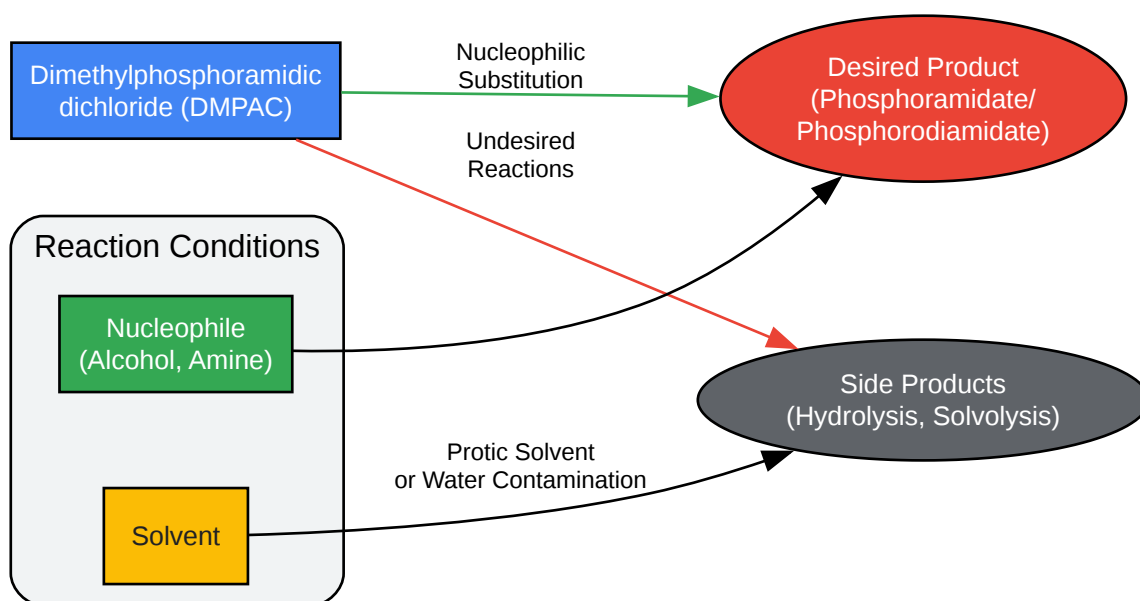 Dimethylphosphoramidic
dichloride (DMPAC)
Nucleophilic
Substitution
Desired Product
(Phosphoramidate/
Phosphorodiamidate)
Undesired
Reactions
Reaction Conditions
Nucleophile
(Alcohol, Amine)
Side Products
(Hydrolysis, Solvolysis)
Protic Solvent
or Water Contamination
Solvent